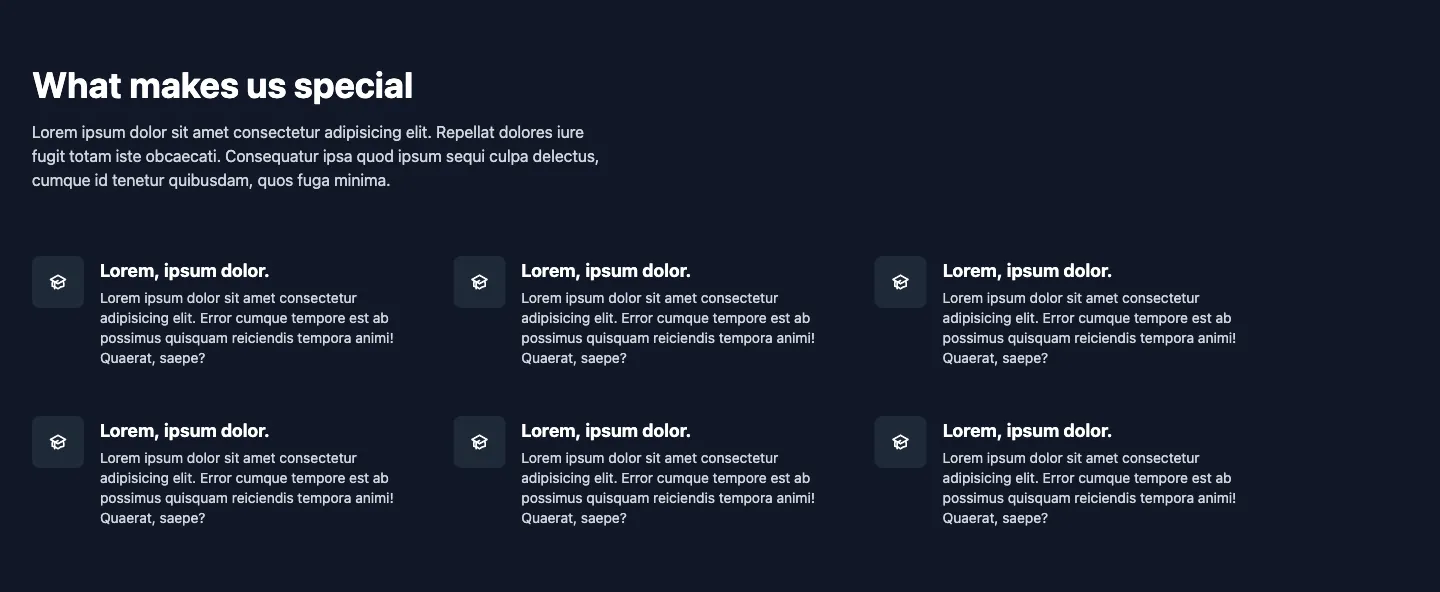 What makes us special
Lorem ipsum dolor sit amet consectetur adipisicing elit. Repellat dolores iure
fugit totam iste obcaecati. Consequatur ipsa quod ipsum sequi culpa delectus,
cumque id tenetur quibusdam, quos fuga minima.
Lorem, ipsum dolor.
Lorem ipsum dolor sit amet consectetur
adipisicing elit. Error cumque tempore est ab
possimus quisquam reiciendis tempora animi!
Quaerat, saepe?
Lorem, ipsum dolor.
Lorem ipsum dolor sit amet consectetur
adipisicing elit. Error cumque tempore est ab
possimus quisquam reiciendis tempora animi!
Quaerat, saepe?
Lorem, ipsum dolor.
Lorem ipsum dolor sit amet consectetur
adipisicing elit. Error cumque tempore est ab
possimus quisquam reiciendis tempora animi!
Quaerat, saepe?
Lorem, ipsum dolor.
Lorem ipsum dolor sit amet consectetur
adipisicing elit. Error cumque tempore est ab
possimus quisquam reiciendis tempora animi!
Quaerat, saepe?
Lorem, ipsum dolor.
Lorem ipsum dolor sit amet consectetur
adipisicing elit. Error cumque tempore est ab
possimus quisquam reiciendis tempora animi!
Quaerat, saepe?
Lorem, ipsum dolor.
Lorem ipsum dolor sit amet consectetur
adipisicing elit. Error cumque tempore est ab
possimus quisquam reiciendis tempora animi!
Quaerat, saepe?